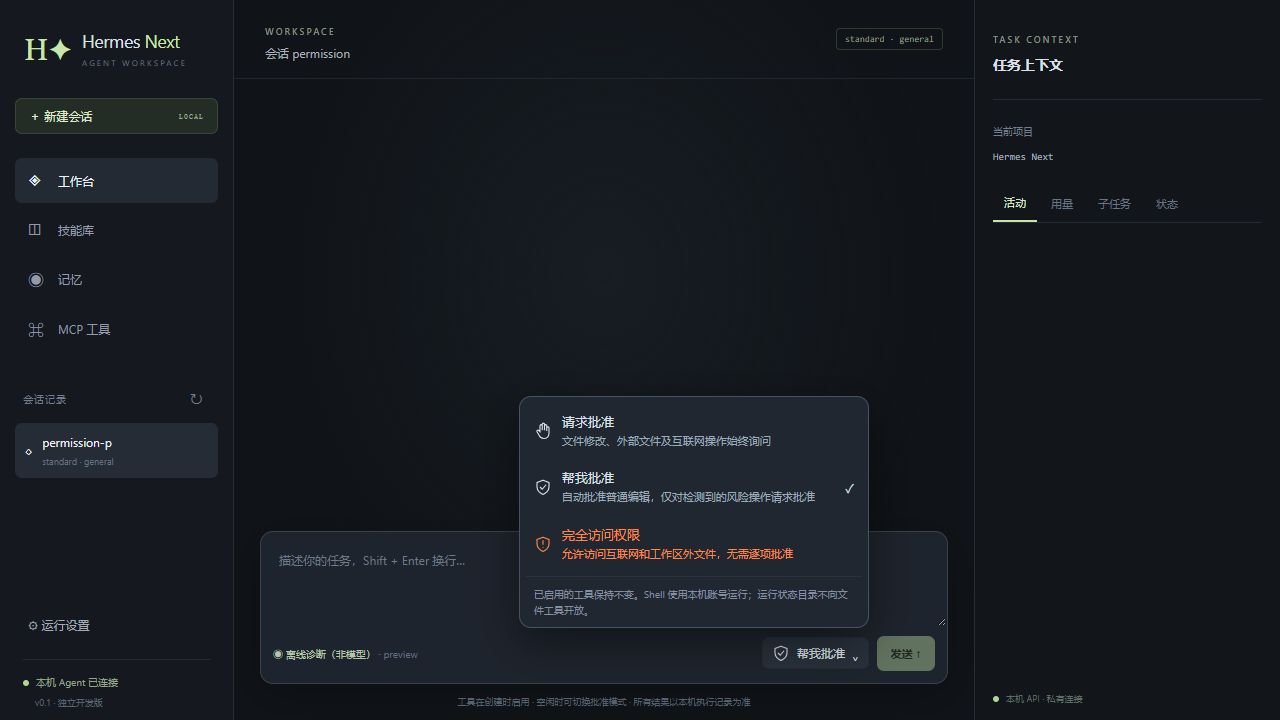 H✦ Hermes Next
AGENT WORKSPACE
+ 新建会话 LOCAL
工作台
技能库
记忆
MCP 工具
会话记录
permission-p
standard · general
运行设置
本机 Agent 已连接
v0.1 · 独立开发版
WORKSPACE
会话 permission
standard · general
请求批准
文件修改、外部文件及互联网操作始终询问
帮我批准
自动批准普通编辑，仅对检测到的风险操作请求批准
完全访问权限
允许访问互联网和工作区外文件，无需逐项批准
已启用的工具保持不变。Shell 使用本机账号运行；运行状态目录不向文
件工具开放。
描述你的任务，Shift + Enter 换行...
离线诊断（非模型） · preview
帮我批准
发送 ↑
工具在创建时启用 · 空闲时可切换批准模式 · 所有结果以本机执行记录为准
TASK CONTEXT
任务上下文
当前项目
Hermes Next
活动 用量 子任务 状态
本机 API · 私有连接